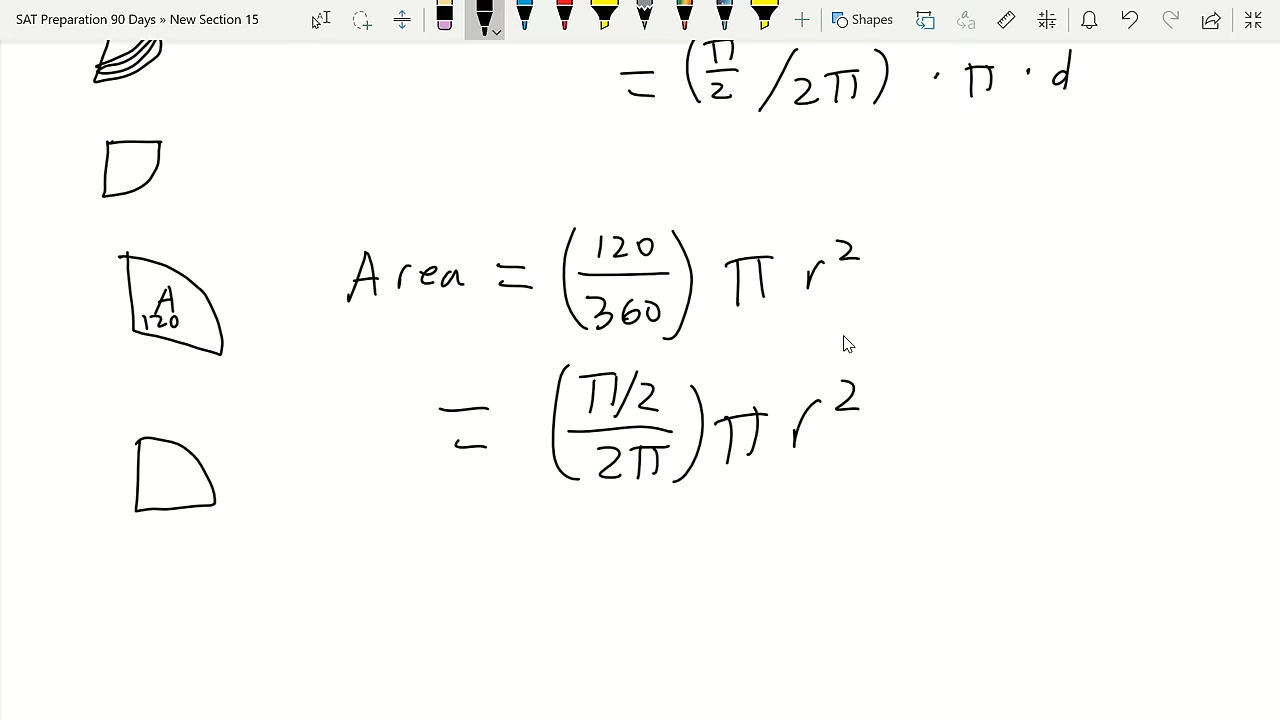 SAT Preparation 90 Days » New Section 15
Shapes
= (π/2 / 2π) · π · d
Area = (120/360) π r²
A
120
= (π/2 / 2π) π r²